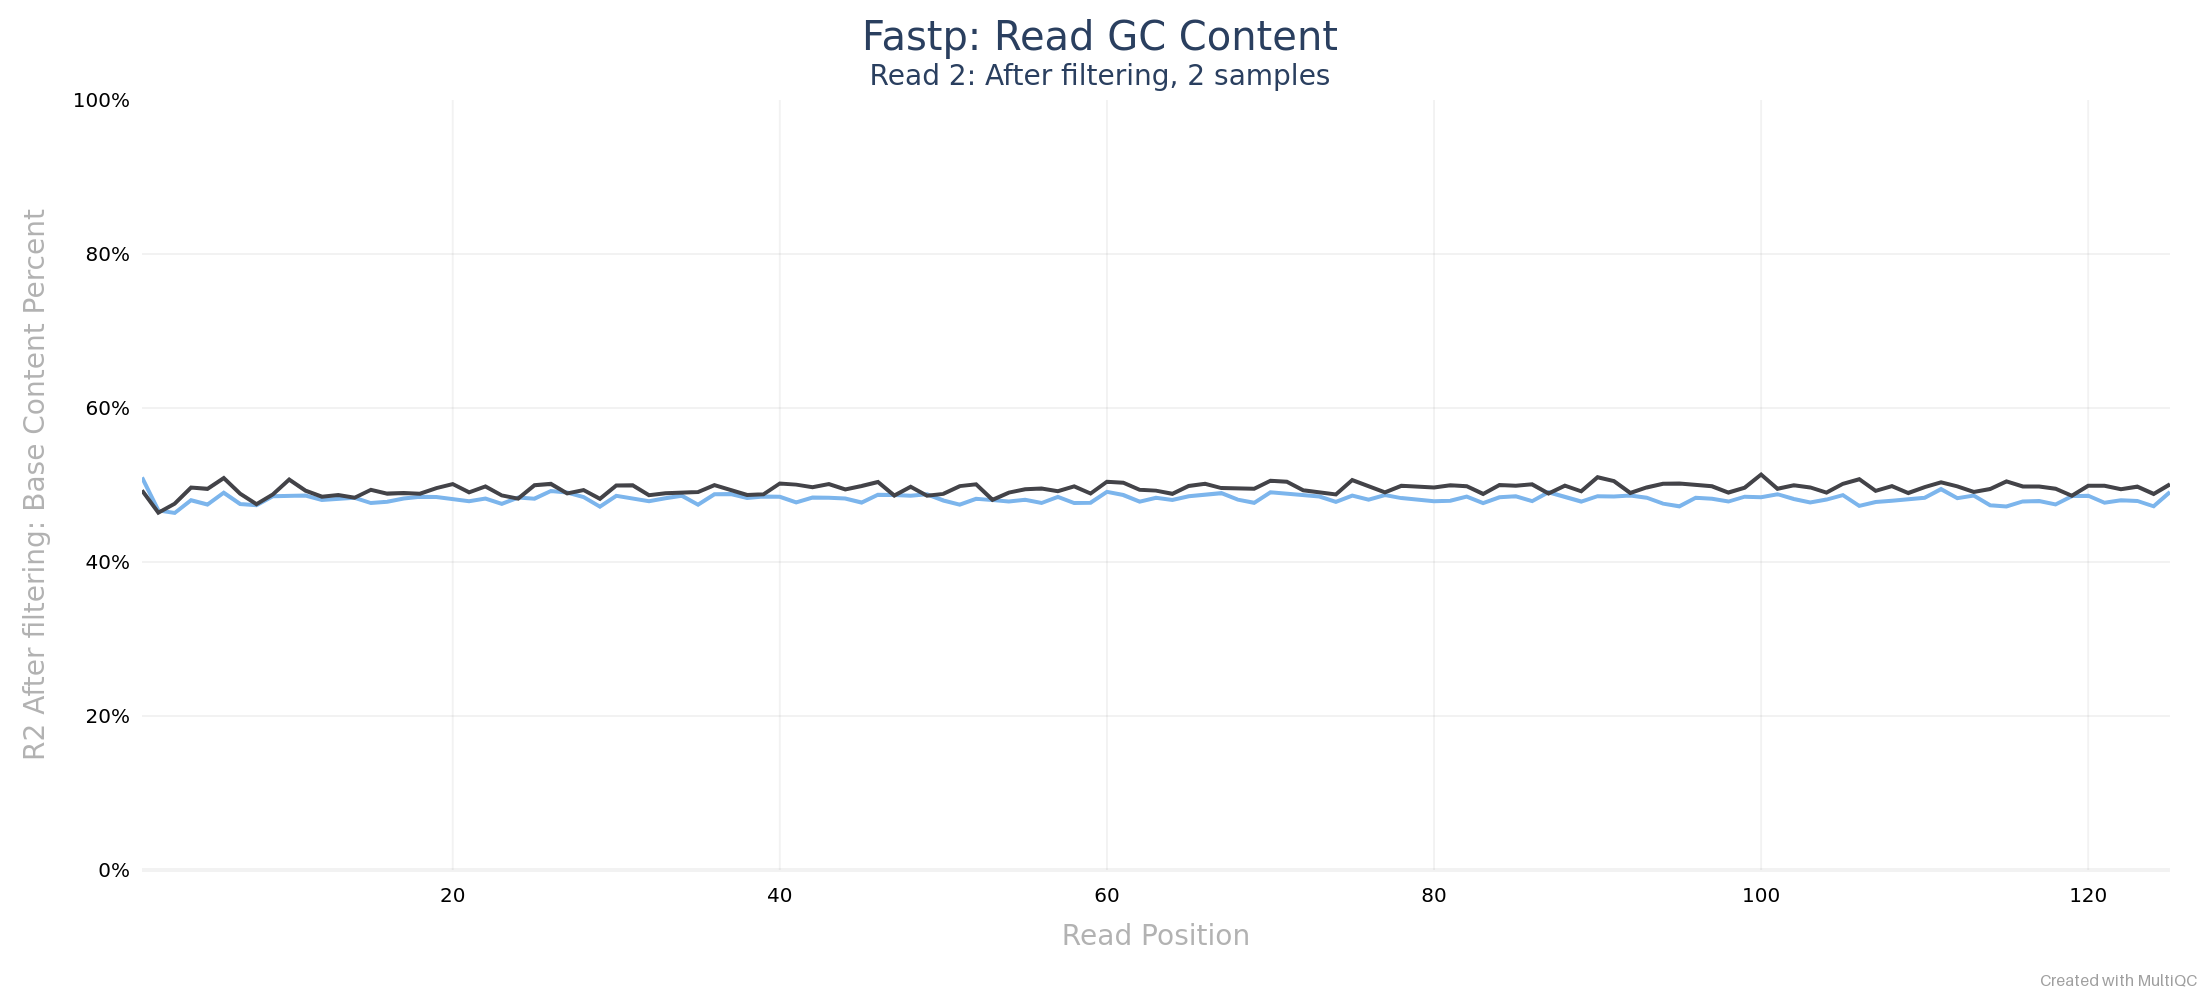 Fastp: Read GC Content
Read 2: After filtering, 2 samples
R2 After filtering: Base Content Percent
100%
80%
60%
40%
20%
0%
20 40 60 80 100 120
Read Position
Created with MultiQC